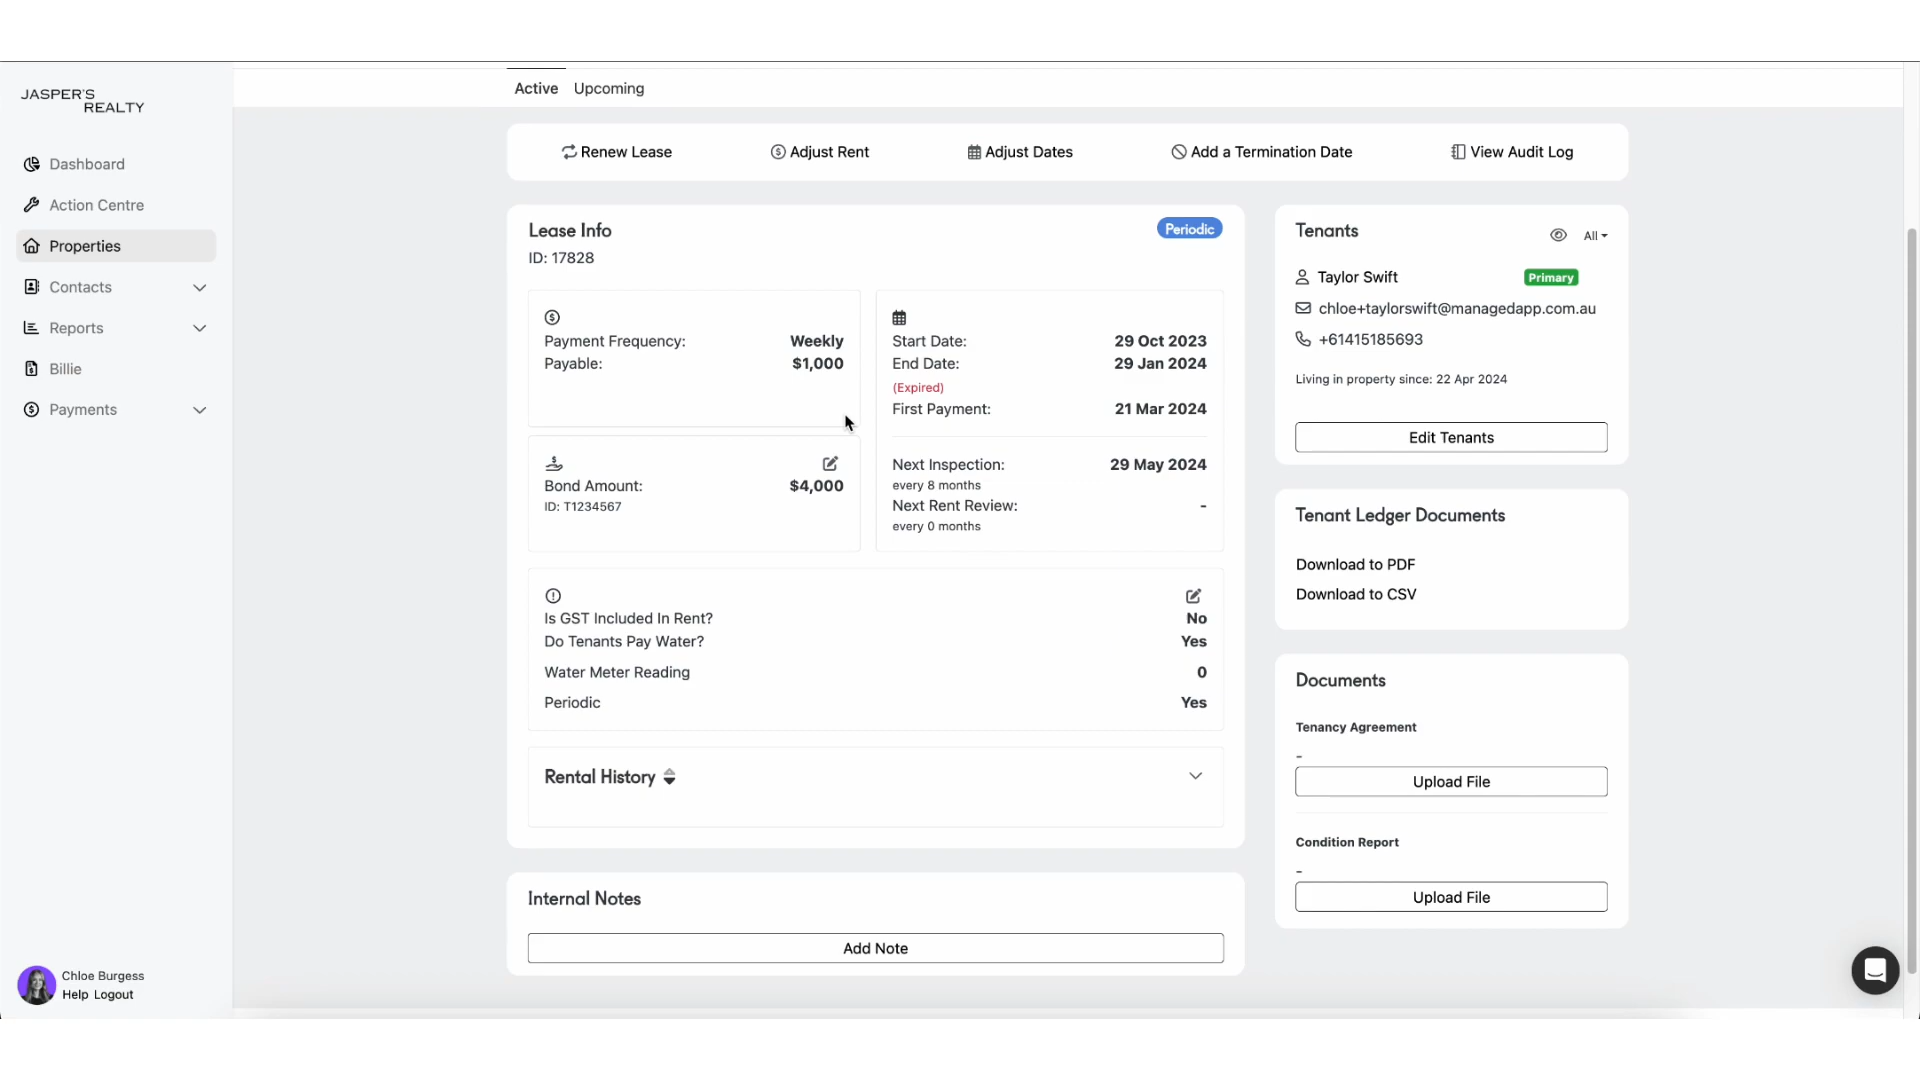 JASPER'S
REALTY
Dashboard
Action Centre
Properties
Contacts
Reports
Billie
Payments
Chloe Burgess
Help Logout
Active Upcoming
Renew Lease Adjust Rent Adjust Dates Add a Termination Date View Audit Log
Lease Info Periodic
ID: 17828
Payment Frequency: Weekly
Payable: $1,000
Bond Amount: $4,000
ID: T1234567
Start Date: 29 Oct 2023
End Date: 29 Jan 2024
(Expired)
First Payment: 21 Mar 2024
Next Inspection: 29 May 2024
every 8 months
Next Rent Review: -
every 0 months
Is GST Included In Rent? No
Do Tenants Pay Water? Yes
Water Meter Reading 0
Periodic Yes
Rental History
Internal Notes
Add Note
Tenants All
Taylor Swift Primary
chloe+taylorswift@managedapp.com.au
+61415185693
Living in property since: 22 Apr 2024
Edit Tenants
Tenant Ledger Documents
Download to PDF
Download to CSV
Documents
Tenancy Agreement
-
Upload File
Condition Report
-
Upload File